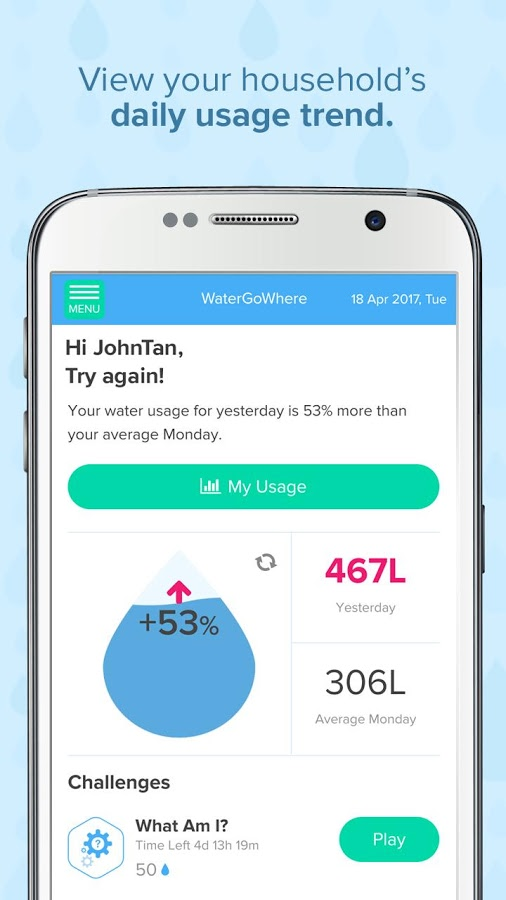 View your household's
daily usage trend.
MENU
WaterGoWhere
18 Apr 2017, Tue
Hi JohnTan,
Try again!
Your water usage for yesterday is 53% more than
your average Monday.
My Usage
+53%
467L
Yesterday
306L
Average Monday
Challenges
What Am I?
Time Left 4d 13h 19m
50
Play